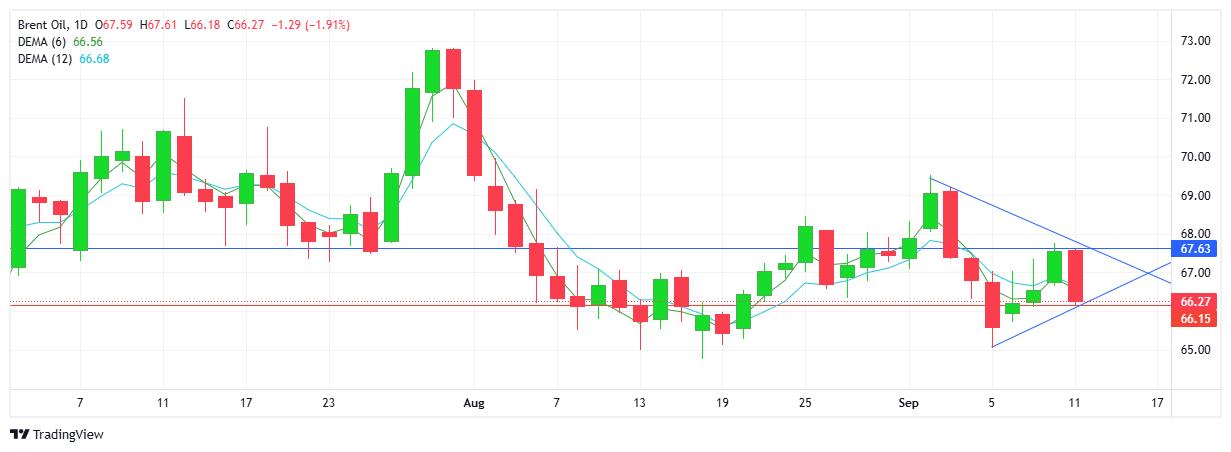 Brent Oil, 1D O67.59 H67.61 L66.18 C66.27 −1.29 (−1.91%)
DEMA (6) 66.56
DEMA (12) 66.68
73.00
72.00
71.00
70.00
69.00
68.00
67.63
67.00
66.27
66.15
65.00
7 11 17 23 Aug 7 13 19 25 Sep 5 11 17
TradingView